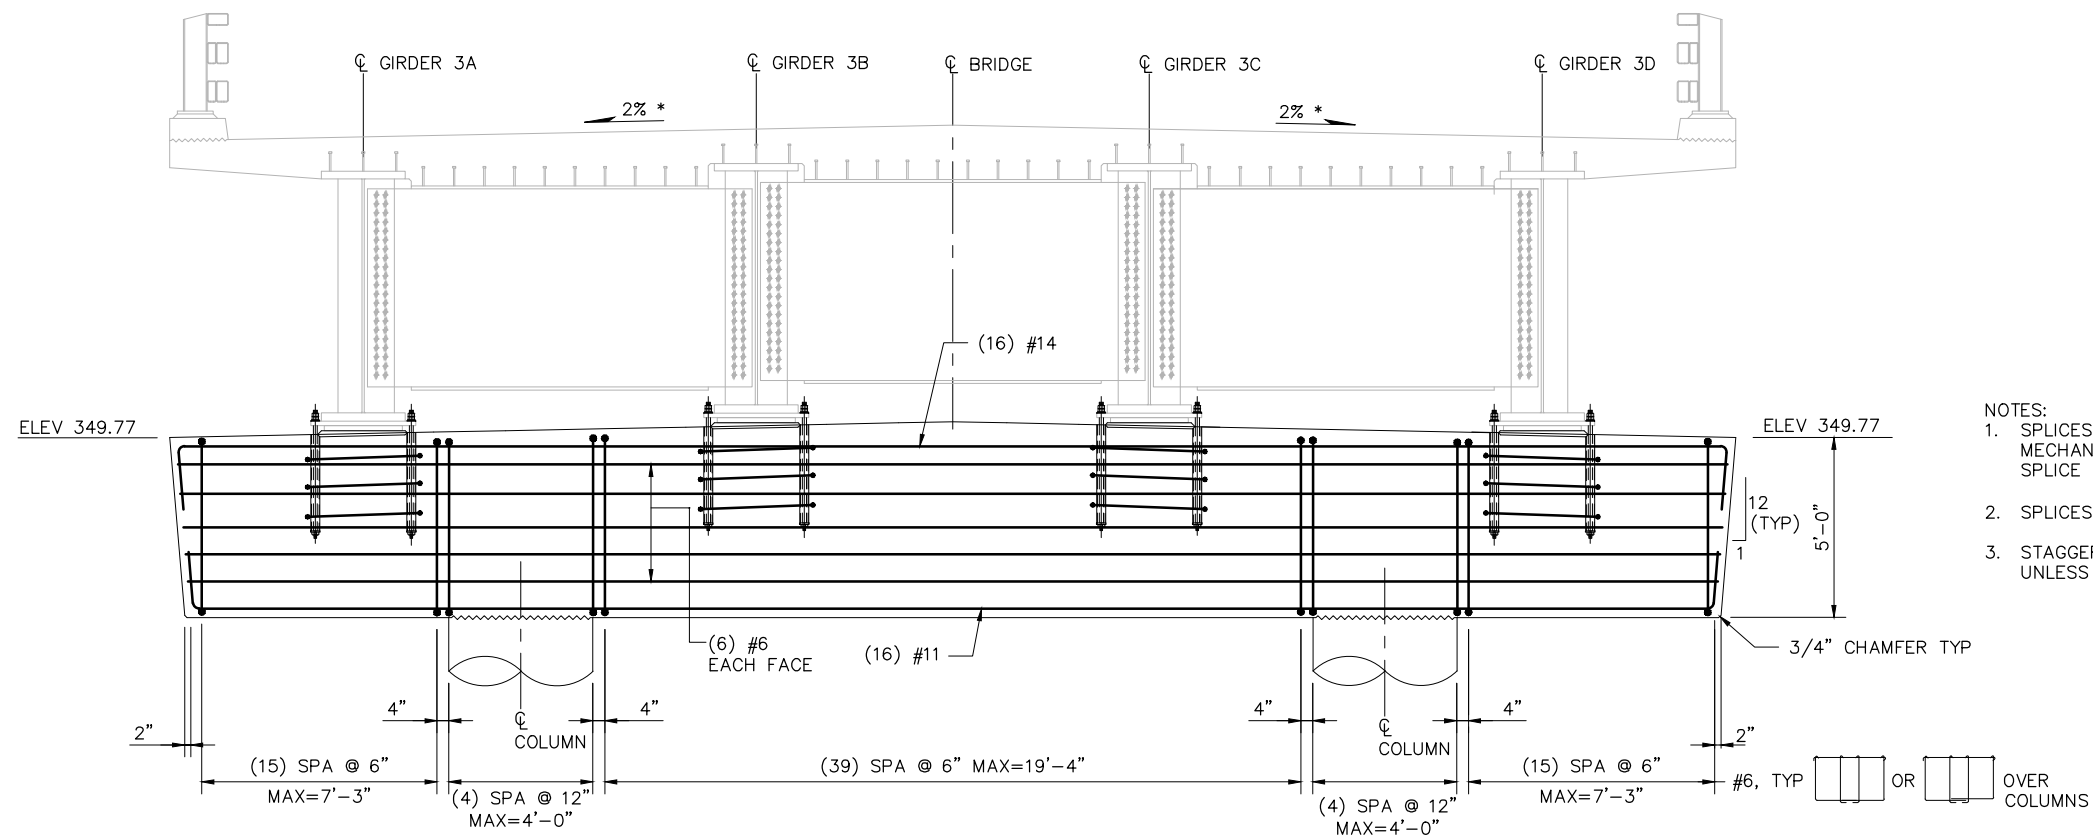 ℄ GIRDER 3A
℄ GIRDER 3B
℄ BRIDGE
℄ GIRDER 3C
℄ GIRDER 3D
2% *
2% *
(16) #14
ELEV 349.77
ELEV 349.77
NOTES:
1. SPLICES
MECHAN
SPLICE
2. SPLICES
3. STAGGER
UNLESS
12
(TYP)
1
5'-0"
(6) #6
EACH FACE
(16) #11
3/4" CHAMFER TYP
2"
4"
℄
COLUMN
4"
4"
℄
COLUMN
4"
2"
(15) SPA @ 6"
MAX=7'-3"
(4) SPA @ 12"
MAX=4'-0"
(39) SPA @ 6" MAX=19'-4"
(4) SPA @ 12"
MAX=4'-0"
(15) SPA @ 6"
MAX=7'-3"
#6, TYP
OR
OVER
COLUMNS